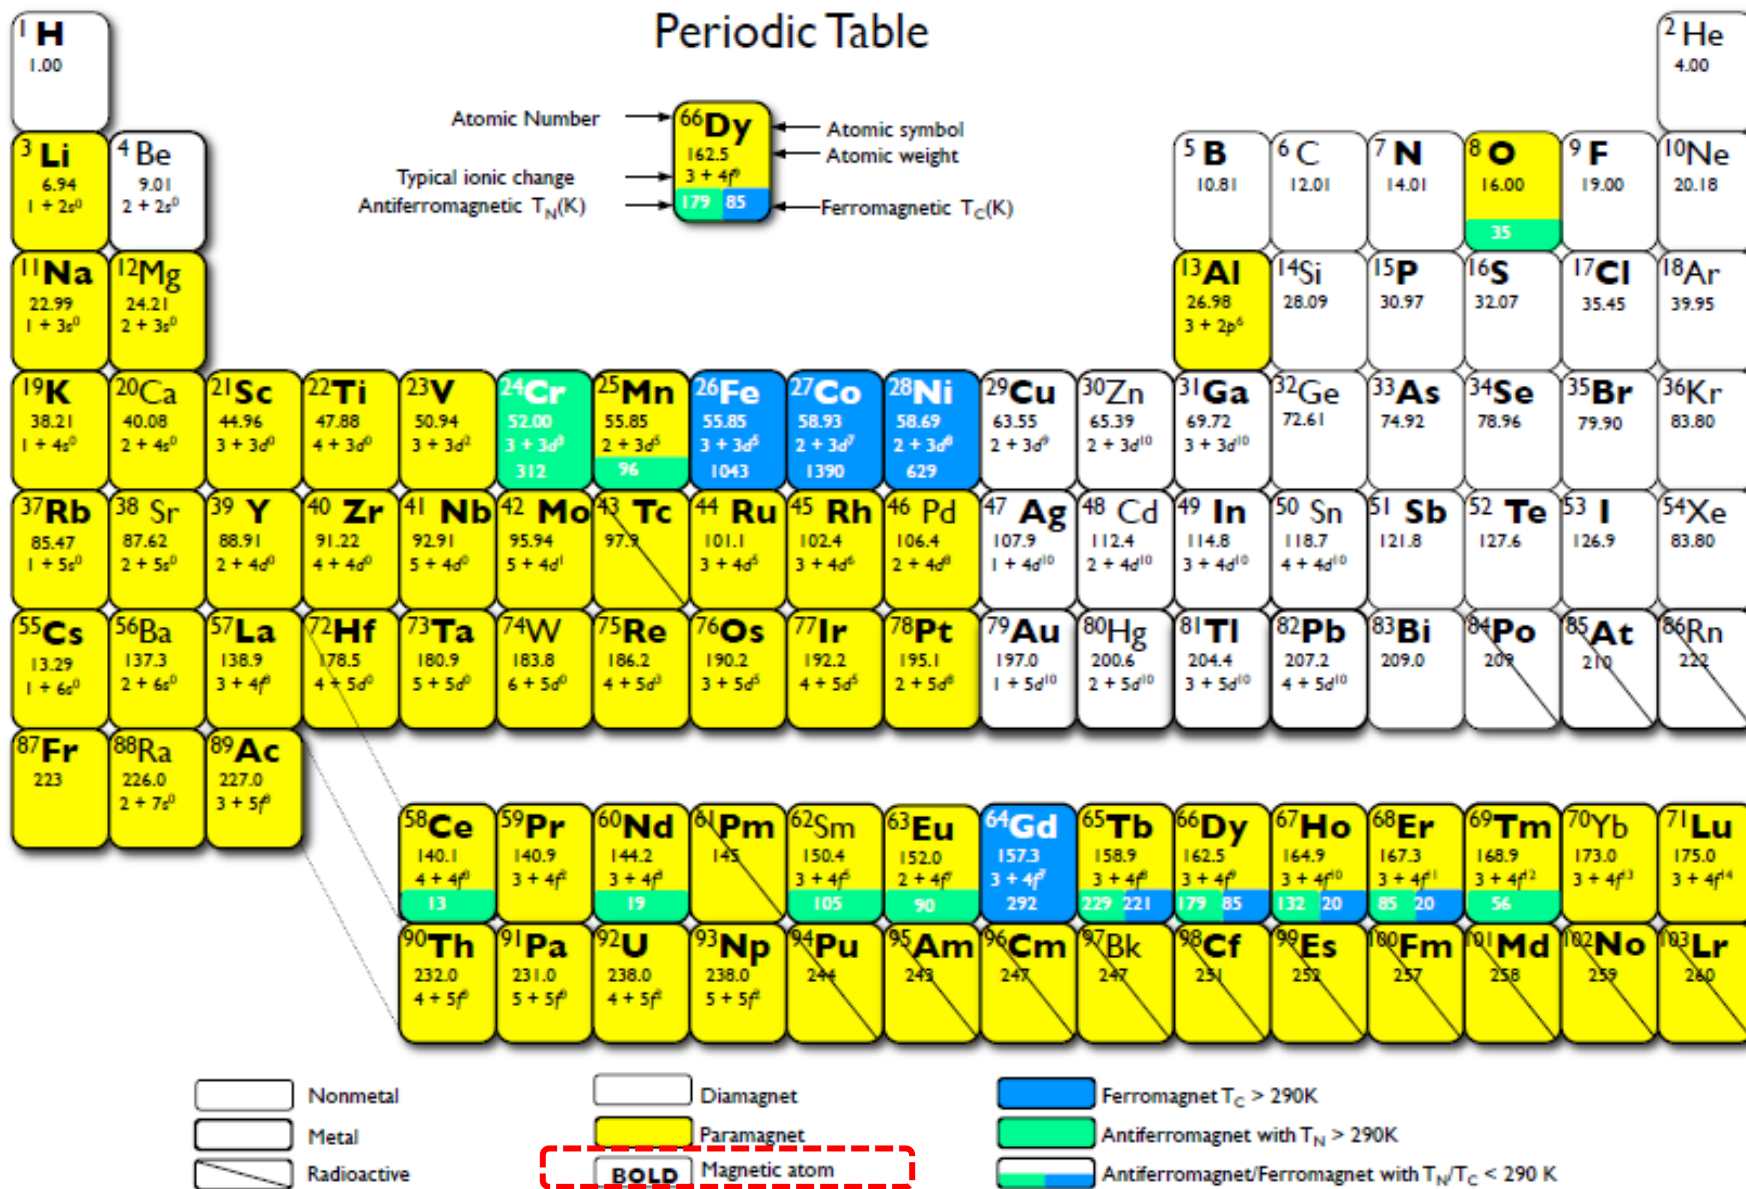 Periodic Table
1 H
1.00
2 He
4.00
Atomic Number
66 Dy
162.5
3 + 4f⁹
179 85
Atomic symbol
Atomic weight
Typical ionic change
Antiferromagnetic T_N(K)
Ferromagnetic T_C(K)
3 Li
6.94
1 + 2s⁰
4 Be
9.01
2 + 2s⁰
5 B
10.81
6 C
12.01
7 N
14.01
8 O
16.00
35
9 F
19.00
10 Ne
20.18
11 Na
22.99
1 + 3s⁰
12 Mg
24.21
2 + 3s⁰
13 Al
26.98
3 + 2p⁶
14 Si
28.09
15 P
30.97
16 S
32.07
17 Cl
35.45
18 Ar
39.95
19 K
38.21
1 + 4s⁰
20 Ca
40.08
2 + 4s⁰
21 Sc
44.96
3 + 3d⁰
22 Ti
47.88
4 + 3d⁰
23 V
50.94
3 + 3d²
24 Cr
52.00
3 + 3d³
312
25 Mn
55.85
2 + 3d⁵
96
26 Fe
55.85
3 + 3d⁵
1043
27 Co
58.93
2 + 3d⁷
1390
28 Ni
58.69
2 + 3d⁸
629
29 Cu
63.55
2 + 3d⁹
30 Zn
65.39
2 + 3d¹⁰
31 Ga
69.72
3 + 3d¹⁰
32 Ge
72.61
33 As
74.92
34 Se
78.96
35 Br
79.90
36 Kr
83.80
37 Rb
85.47
1 + 5s⁰
38 Sr
87.62
2 + 5s⁰
39 Y
88.91
2 + 4d⁰
40 Zr
91.22
4 + 4d⁰
41 Nb
92.91
5 + 4d⁰
42 Mo
95.94
5 + 4d¹
43 Tc
97.9
44 Ru
101.1
3 + 4d⁵
45 Rh
102.4
3 + 4d⁶
46 Pd
106.4
2 + 4d⁸
47 Ag
107.9
1 + 4d¹⁰
48 Cd
112.4
2 + 4d¹⁰
49 In
114.8
3 + 4d¹⁰
50 Sn
118.7
4 + 4d¹⁰
51 Sb
121.8
52 Te
127.6
53 I
126.9
54 Xe
83.80
55 Cs
13.29
1 + 6s⁰
56 Ba
137.3
2 + 6s⁰
57 La
138.9
3 + 4f⁰
72 Hf
178.5
4 + 5d⁰
73 Ta
180.9
5 + 5d⁰
74 W
183.8
6 + 5d⁰
75 Re
186.2
4 + 5d³
76 Os
190.2
3 + 5d⁵
77 Ir
192.2
4 + 5d⁵
78 Pt
195.1
2 + 5d⁸
79 Au
197.0
1 + 5d¹⁰
80 Hg
200.6
2 + 5d¹⁰
81 Tl
204.4
3 + 5d¹⁰
82 Pb
207.2
4 + 5d¹⁰
83 Bi
209.0
84 Po
209
85 At
210
86 Rn
222
87 Fr
223
88 Ra
226.0
2 + 7s⁰
89 Ac
227.0
3 + 5f⁰
58 Ce
140.1
4 + 4f⁰
13
59 Pr
140.9
3 + 4f²
60 Nd
144.2
3 + 4f³
19
61 Pm
145
62 Sm
150.4
3 + 4f⁵
105
63 Eu
152.0
2 + 4f⁷
90
64 Gd
157.3
3 + 4f⁷
292
65 Tb
158.9
3 + 4f⁸
229 221
66 Dy
162.5
3 + 4f⁹
179 85
67 Ho
164.9
3 + 4f¹⁰
132 20
68 Er
167.3
3 + 4f¹¹
85 20
69 Tm
168.9
3 + 4f¹²
56
70 Yb
173.0
3 + 4f¹³
71 Lu
175.0
3 + 4f¹⁴
90 Th
232.0
4 + 5f⁰
91 Pa
231.0
5 + 5f⁰
92 U
238.0
4 + 5f²
93 Np
238.0
5 + 5f²
94 Pu
244
95 Am
243
96 Cm
247
97 Bk
247
98 Cf
251
99 Es
252
100 Fm
257
101 Md
258
102 No
259
103 Lr
260
Nonmetal
Metal
Radioactive
Diamagnet
Paramagnet
BOLD Magnetic atom
Ferromagnet T_C > 290K
Antiferromagnet with T_N > 290K
Antiferromagnet/Ferromagnet with T_N/T_C < 290 K